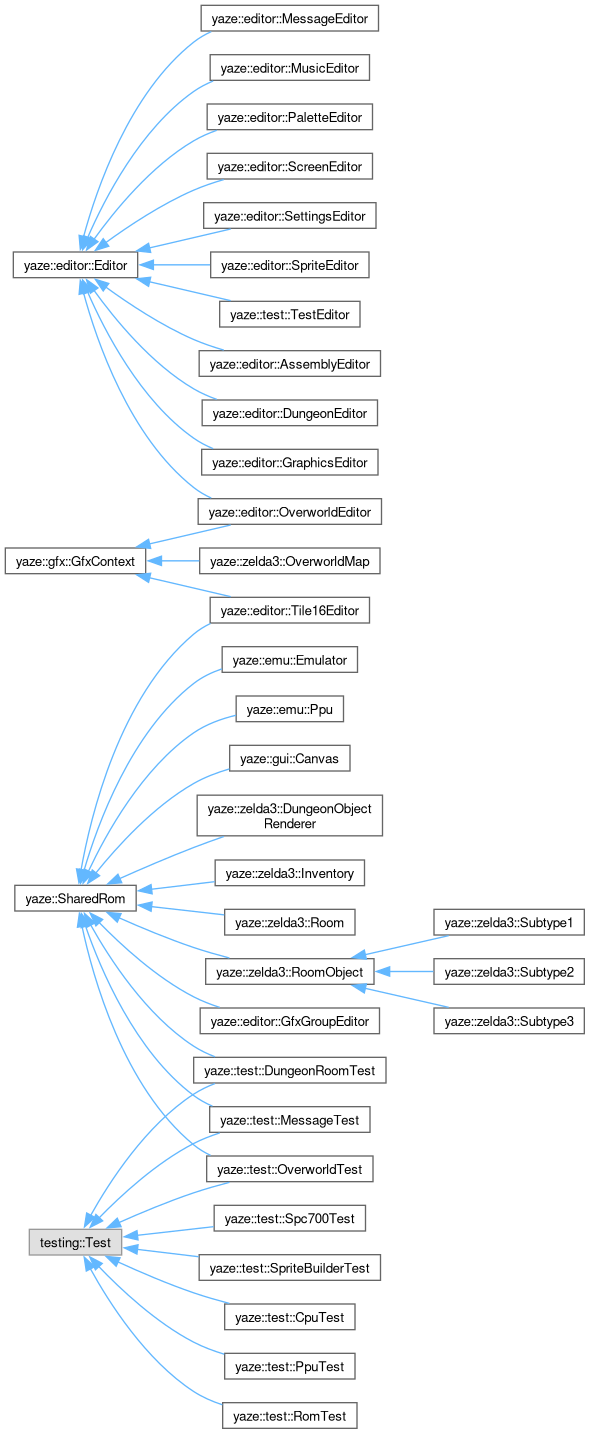 yaze::editor::MessageEditor
yaze::editor::MusicEditor
yaze::editor::PaletteEditor
yaze::editor::ScreenEditor
yaze::editor::SettingsEditor
yaze::editor::Editor
yaze::editor::SpriteEditor
yaze::test::TestEditor
yaze::editor::AssemblyEditor
yaze::editor::DungeonEditor
yaze::editor::GraphicsEditor
yaze::editor::OverworldEditor
yaze::gfx::GfxContext
yaze::zelda3::OverworldMap
yaze::editor::Tile16Editor
yaze::emu::Emulator
yaze::emu::Ppu
yaze::gui::Canvas
yaze::zelda3::DungeonObject
Renderer
yaze::zelda3::Inventory
yaze::SharedRom
yaze::zelda3::Room
yaze::zelda3::Subtype1
yaze::zelda3::RoomObject
yaze::zelda3::Subtype2
yaze::editor::GfxGroupEditor
yaze::zelda3::Subtype3
yaze::test::DungeonRoomTest
yaze::test::MessageTest
yaze::test::OverworldTest
yaze::test::Spc700Test
testing::Test
yaze::test::SpriteBuilderTest
yaze::test::CpuTest
yaze::test::PpuTest
yaze::test::RomTest